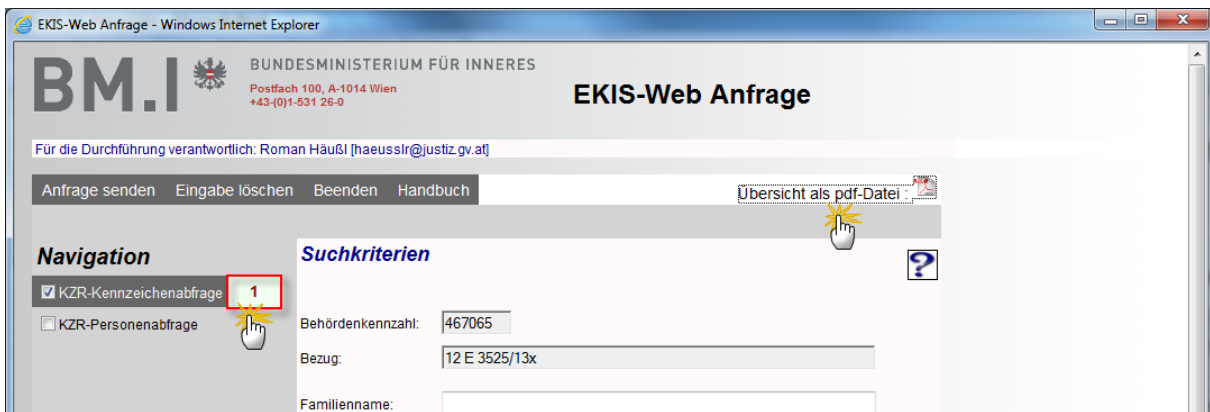 EKIS-Web Anfrage - Windows Internet Explorer
BM.I
BUNDESMINISTERIUM FÜR INNERES
Postfach 100, A-1014 Wien
+43-(0)1-531 26-0
EKIS-Web Anfrage
Für die Durchführung verantwortlich: Roman Häußl [haeusslr@justiz.gv.at]
Anfrage senden Eingabe löschen Beenden Handbuch
Übersicht als pdf-Datei :
Navigation
Suchkriterien
?
KZR-Kennzeichenabfrage 1
KZR-Personenabfrage
Behördenkennzahl: 467065
Bezug: 12 E 3525/13x
Familienname: